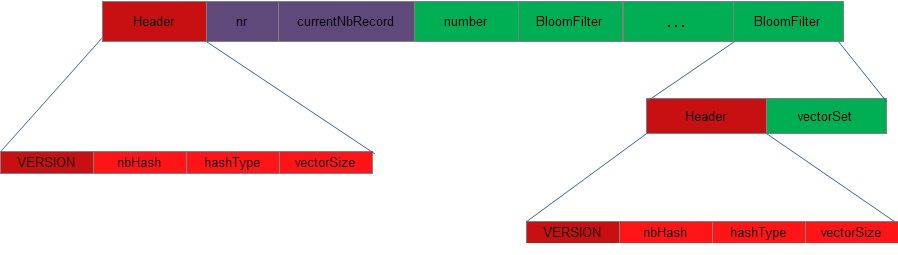 Header nr currentNbRecord number BloomFilter ... BloomFilter
Header vectorSet
VERSION nbHash hashType vectorSize
VERSION nbHash hashType vectorSize